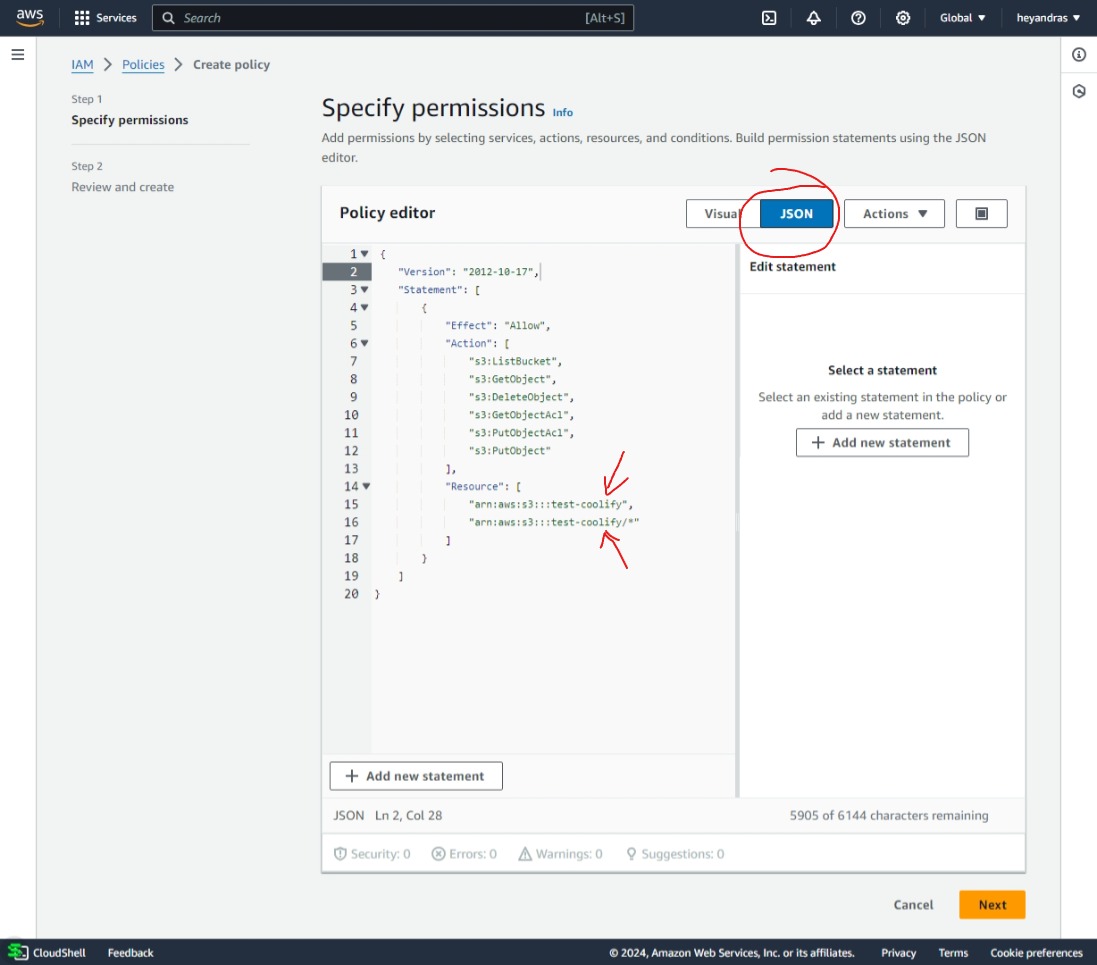 aws Services Search [Alt+S] Global ▼ heyandras ▼
IAM > Policies > Create policy
Step 1
Specify permissions
Step 2
Review and create
Specify permissions Info
Add permissions by selecting services, actions, resources, and conditions. Build permission statements using the JSON
editor.
Policy editor
Visual JSON Actions ▼
1 {
2 "Version": "2012-10-17",
3 "Statement": [
4 {
5 "Effect": "Allow",
6 "Action": [
7 "s3:ListBucket",
8 "s3:GetObject",
9 "s3:DeleteObject",
10 "s3:GetObjectAcl",
11 "s3:PutObjectAcl",
12 "s3:PutObject"
13 ],
14 "Resource": [
15 "arn:aws:s3:::test-coolify",
16 "arn:aws:s3:::test-coolify/*"
17 ]
18 }
19 ]
20 }
Edit statement
Select a statement
Select an existing statement in the policy or
add a new statement.
+ Add new statement
+ Add new statement
JSON Ln 2, Col 28 5905 of 6144 characters remaining
Security: 0 Errors: 0 Warnings: 0 Suggestions: 0
Cancel Next
CloudShell Feedback © 2024, Amazon Web Services, Inc. or its affiliates. Privacy Terms Cookie preferences